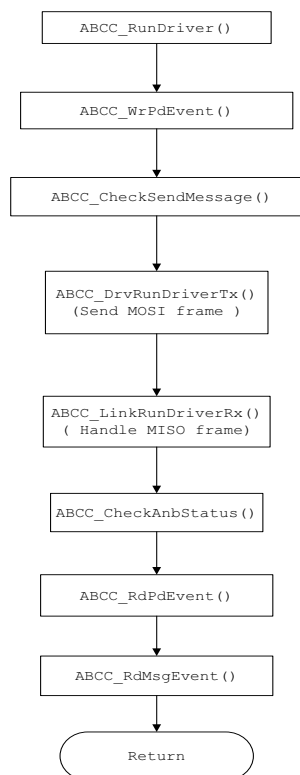 ABCC_RunDriver()
ABCC_WrPdEvent()
ABCC_CheckSendMessage()
ABCC_DrvRunDriverTx()
(Send MOSI frame )
ABCC_LinkRunDriverRx()
( Handle MISO frame)
ABCC_CheckAnbStatus()
ABCC_RdPdEvent()
ABCC_RdMsgEvent()
Return